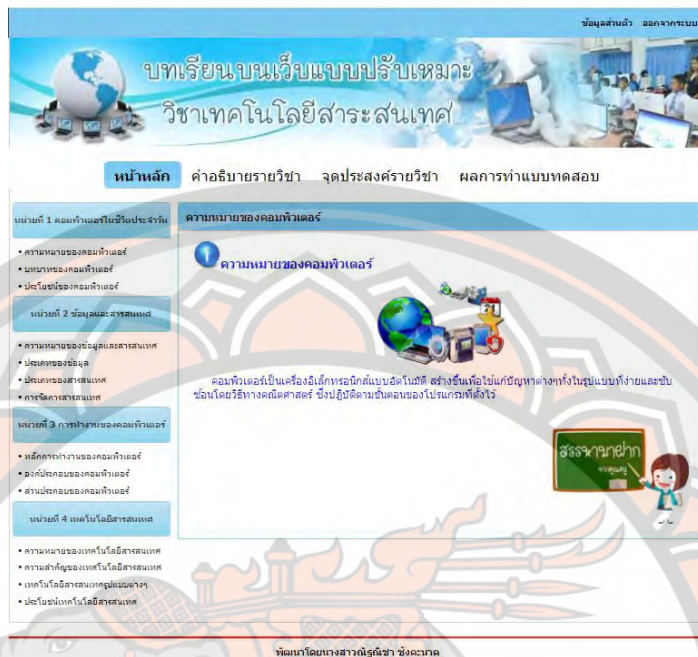 ข้อมูลส่วนตัว ออกจากระบบ
บทเรียนบนเว็บแบบปรับเหมาะ
วิชาเทคโนโลยีสาระสนเทศ
หน้าหลัก คำอธิบายรายวิชา จุดประสงค์รายวิชา ผลการทำแบบทดสอบ
หน่วยที่ 1 คอมพิวเตอร์ในชีวิตประจำวัน
• ความหมายของคอมพิวเตอร์
• บทบาทของคอมพิวเตอร์
• ประโยชน์ของคอมพิวเตอร์
หน่วยที่ 2 ข้อมูลและสารสนเทศ
• ความหมายของข้อมูลและสารสนเทศ
• ประเภทของข้อมูล
• ประเภทของสารสนเทศ
• การจัดการสารสนเทศ
หน่วยที่ 3 การทำงานของคอมพิวเตอร์
• หลักการทำงานของคอมพิวเตอร์
• องค์ประกอบของคอมพิวเตอร์
• ส่วนประกอบของคอมพิวเตอร์
หน่วยที่ 4 เทคโนโลยีสารสนเทศ
• ความหมายของเทคโนโลยีสารสนเทศ
• ความสำคัญของเทคโนโลยีสารสนเทศ
• เทคโนโลยีสารสนเทศรูปแบบต่างๆ
• ประโยชน์เทคโนโลยีสารสนเทศ
ความหมายของคอมพิวเตอร์
1 ความหมายของคอมพิวเตอร์
คอมพิวเตอร์เป็นเครื่องอิเล็กทรอนิกส์แบบอัตโนมัติ สร้างขึ้นเพื่อใช้แก้ปัญหาต่างๆทั้งในรูปแบบที่ง่ายและซับ
ซ้อนโดยวิธีทางคณิตศาสตร์ ซึ่งปฏิบัติตามขั้นตอนของโปรแกรมที่ตั้งไว้
สรรหามาฝาก
จากคุณครู
พัฒนาโดยนางสาวณัฐณิชา ชังคะนาค